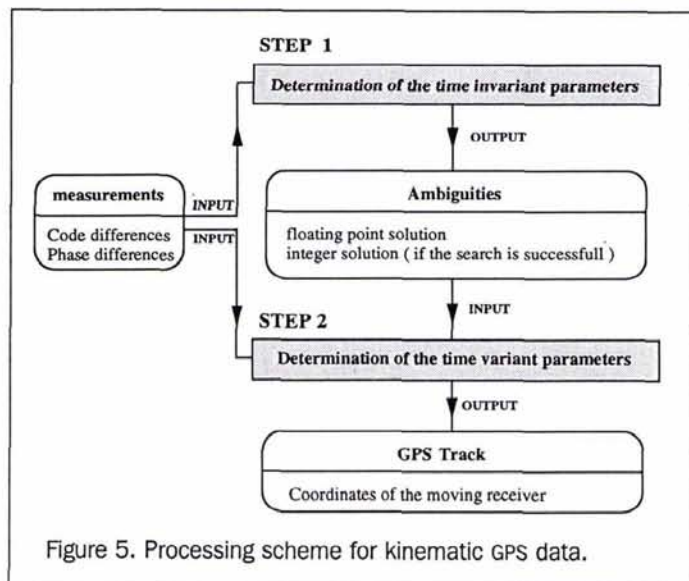 STEP 1
Determination of the time invariant parameters
OUTPUT
measurements
Code differences
Phase differences
INPUT
INPUT
Ambiguities
floating point solution
integer solution ( if the search is successfull )
INPUT
STEP 2
Determination of the time variant parameters
OUTPUT
GPS Track
Coordinates of the moving receiver
Figure 5. Processing scheme for kinematic GPS data.